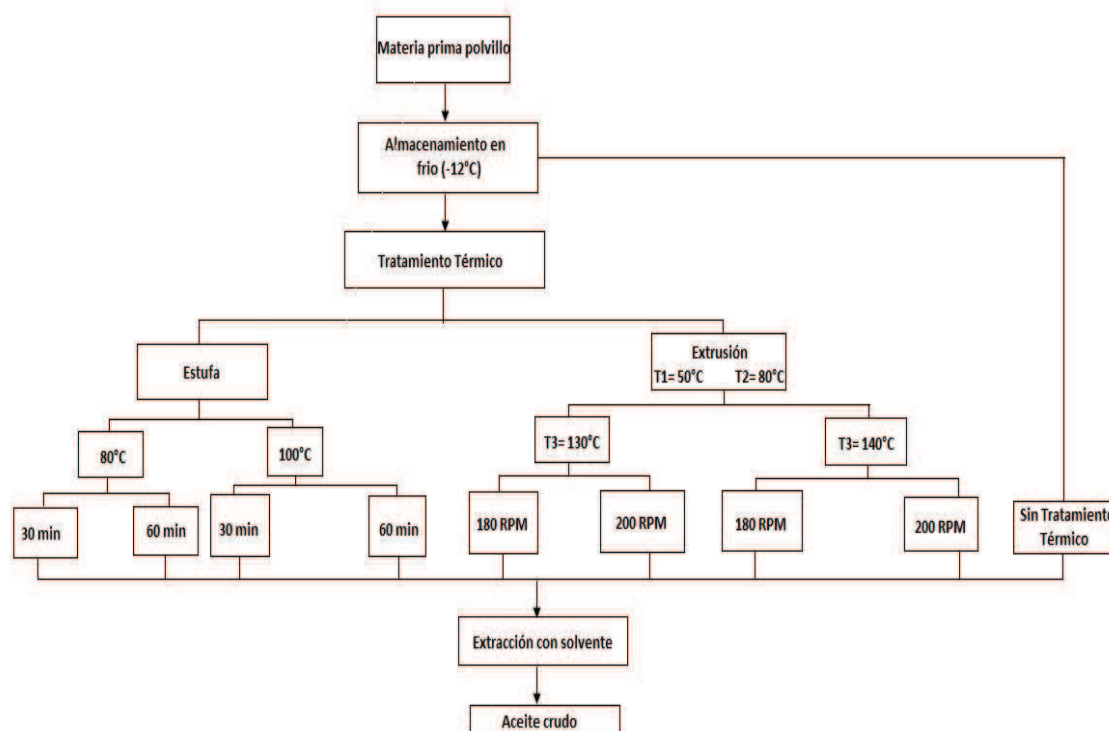 Materia prima polvillo
Almacenamiento en
frio (-12°C)
Tratamiento Térmico
Estufa
Extrusión
T1= 50°C T2= 80°C
80°C
100°C
T3= 130°C
T3= 140°C
30 min
60 min
30 min
60 min
180 RPM
200 RPM
180 RPM
200 RPM
Sin Tratamiento
Térmico
Extracción con solvente
Aceite crudo